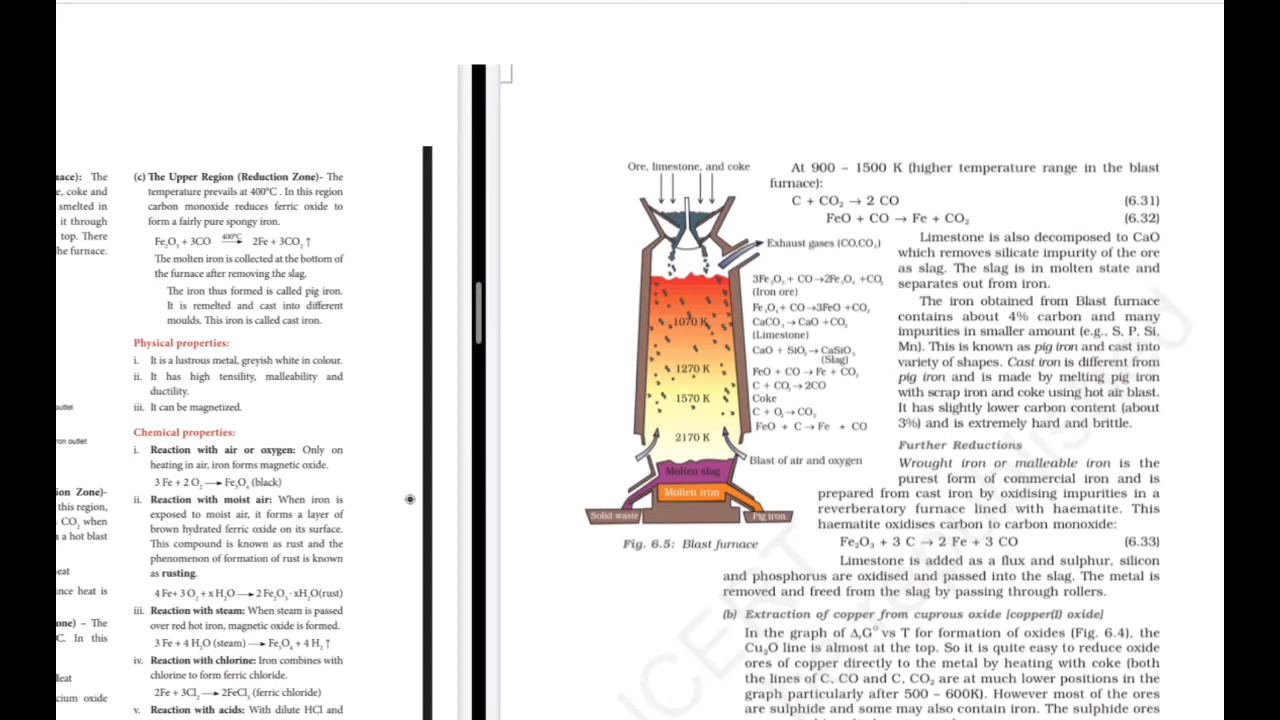 nace): The
e, coke and
smelted in
it through
top. There
he furnace.
outlet
ron outlet
ion Zone)-
this region,
CO₂ when
a hot blast
eat
ince heat is
one) - The
C. In this
leat
cium oxide
(c) The Upper Region (Reduction Zone)- The
temperature prevails at 400°C . In this region
carbon monoxide reduces ferric oxide to
form a fairly pure spongy iron.
Fe₂O₃ + 3CO 400°C → 2Fe + 3CO₂ ↑
The molten iron is collected at the bottom of
the furnace after removing the slag.
The iron thus formed is called pig iron.
It is remelted and cast into different
moulds. This iron is called cast iron.
Physical properties:
i. It is a lustrous metal, greyish white in colour.
ii. It has high tensility, malleability and
ductility.
iii. It can be magnetized.
Chemical properties:
i. Reaction with air or oxygen: Only on
heating in air, iron forms magnetic oxide.
3 Fe + 2 O₂ → Fe₃O₄ (black)
ii. Reaction with moist air: When iron is
exposed to moist air, it forms a layer of
brown hydrated ferric oxide on its surface.
This compound is known as rust and the
phenomenon of formation of rust is known
as rusting.
4 Fe+ 3 O₂ + x H₂O → 2 Fe₂O₃ · xH₂O(rust)
iii. Reaction with steam: When steam is passed
over red hot iron, magnetic oxide is formed.
3 Fe + 4 H₂O (steam) → Fe₃O₄ + 4 H₂ ↑
iv. Reaction with chlorine: Iron combines with
chlorine to form ferric chloride.
2Fe + 3Cl₂ → 2FeCl₃ (ferric chloride)
v. Reaction with acids: With dilute HCl and
Ore, limestone, and coke
Exhaust gases (CO,CO₂)
3Fe₂O₃ + CO→2Fe₃O₄ +CO₂
(Iron ore)
Fe₃O₄+ CO→3FeO +CO₂
CaCO₃→ CaO +CO₂
(Limestone)
CaO + SiO₂→ CaSiO₃
(Slag)
FeO + CO→ Fe + CO₂
C + CO₂→ 2CO
Coke
C + O₂→ CO₂
FeO + C→ Fe + CO
1070 K
1270 K
1570 K
2170 K
Blast of air and oxygen
Molten slag
Molten iron
Solid waste
Pig iron
Fig. 6.5: Blast furnace
At 900 – 1500 K (higher temperature range in the blast
furnace):
C + CO₂ → 2 CO (6.31)
FeO + CO → Fe + CO₂ (6.32)
Limestone is also decomposed to CaO
which removes silicate impurity of the ore
as slag. The slag is in molten state and
separates out from iron.
The iron obtained from Blast furnace
contains about 4% carbon and many
impurities in smaller amount (e.g., S, P, Si,
Mn). This is known as pig iron and cast into
variety of shapes. Cast iron is different from
pig iron and is made by melting pig iron
with scrap iron and coke using hot air blast.
It has slightly lower carbon content (about
3%) and is extremely hard and brittle.
Further Reductions
Wrought iron or malleable iron is the
purest form of commercial iron and is
prepared from cast iron by oxidising impurities in a
reverberatory furnace lined with haematite. This
haematite oxidises carbon to carbon monoxide:
Fe₂O₃ + 3 C → 2 Fe + 3 CO (6.33)
Limestone is added as a flux and sulphur, silicon
and phosphorus are oxidised and passed into the slag. The metal is
removed and freed from the slag by passing through rollers.
(b) Extraction of copper from cuprous oxide [copper(I) oxide]
In the graph of ΔᵣG° vs T for formation of oxides (Fig. 6.4), the
Cu₂O line is almost at the top. So it is quite easy to reduce oxide
ores of copper directly to the metal by heating with coke (both
the lines of C, CO and C, CO₂ are at much lower positions in the
graph particularly after 500 – 600K). However most of the ores
are sulphide and some may also contain iron. The sulphide ores
NCERT